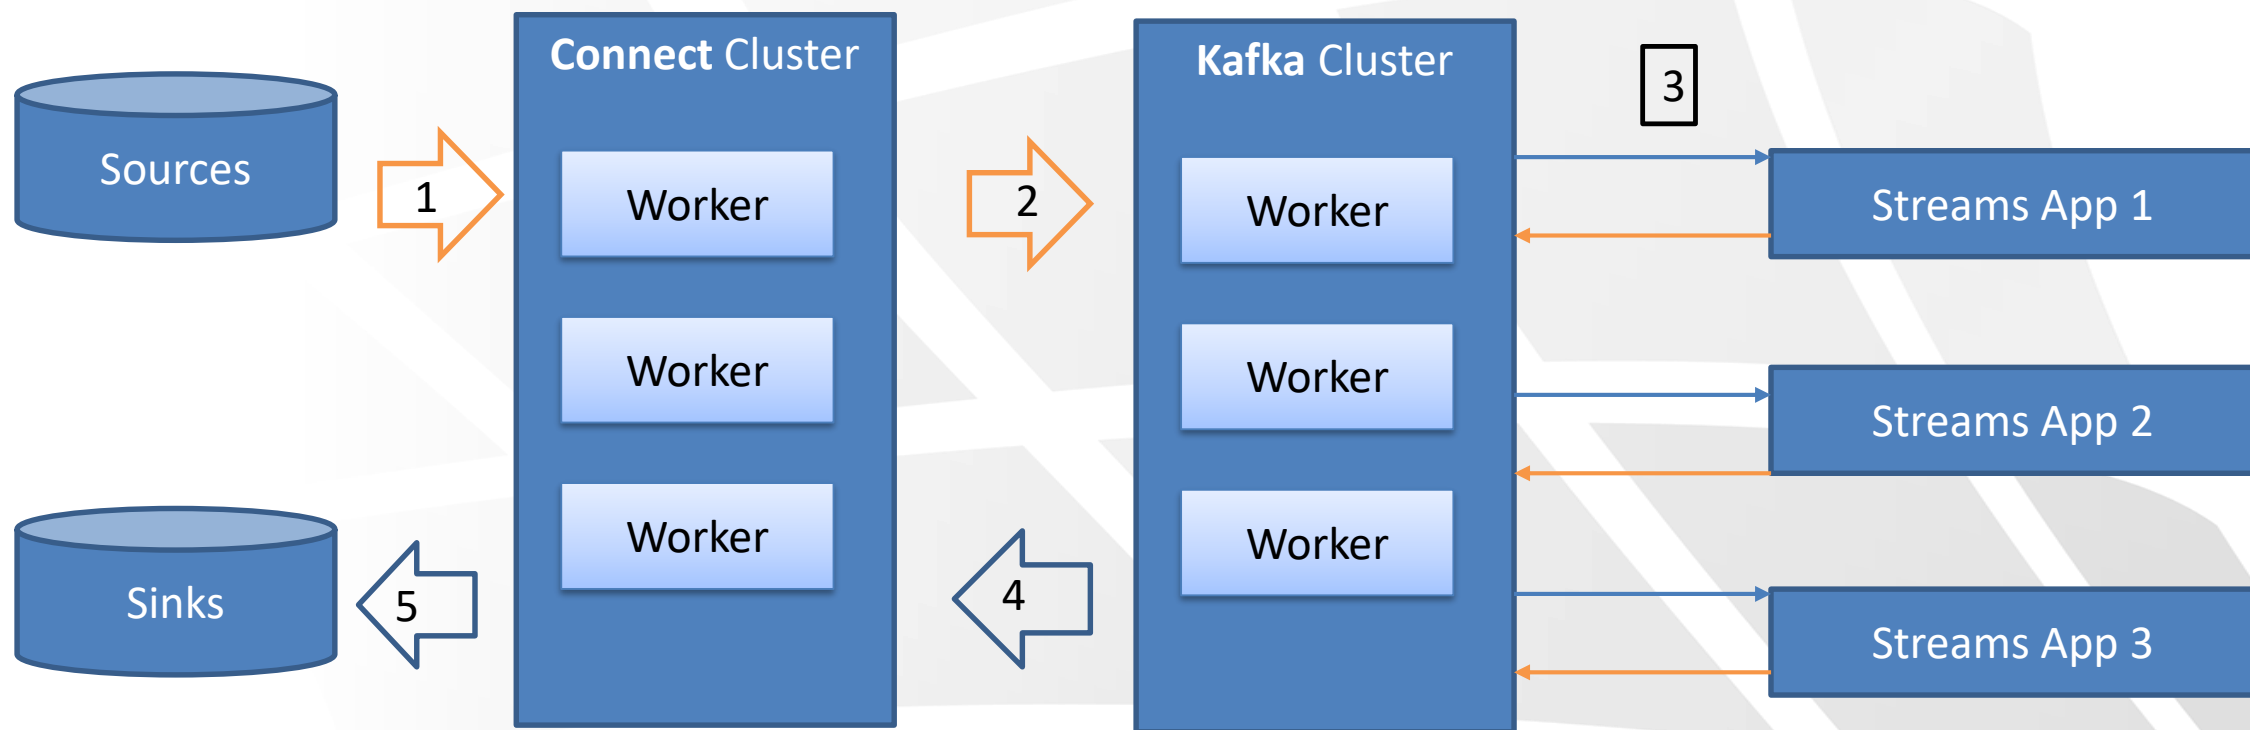 Sources
1
Connect Cluster
Worker
Worker
Worker
2
Kafka Cluster
Worker
Worker
Worker
3
Streams App 1
Streams App 2
Streams App 3
4
5
Sinks